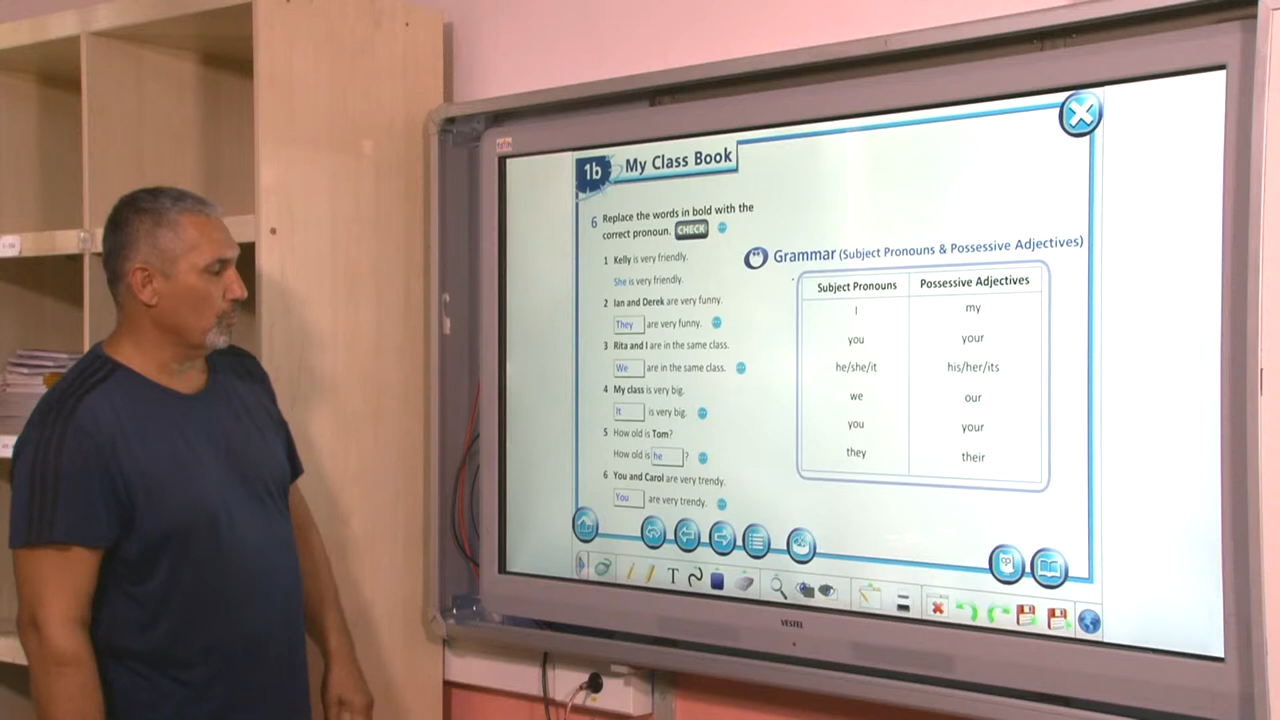 1b My Class Book
6 Replace the words in bold with the
correct pronoun. CHECK
1 Kelly is very friendly.
She is very friendly.
2 Ian and Derek are very funny.
They are very funny.
3 Rita and I are in the same class.
We are in the same class.
4 My class is very big.
It is very big.
5 How old is Tom?
How old is he ?
6 You and Carol are very trendy.
You are very trendy.
Grammar (Subject Pronouns & Possessive Adjectives)
Subject Pronouns Possessive Adjectives
I my
you your
he/she/it his/her/its
we our
you your
they their
T
VESTEL